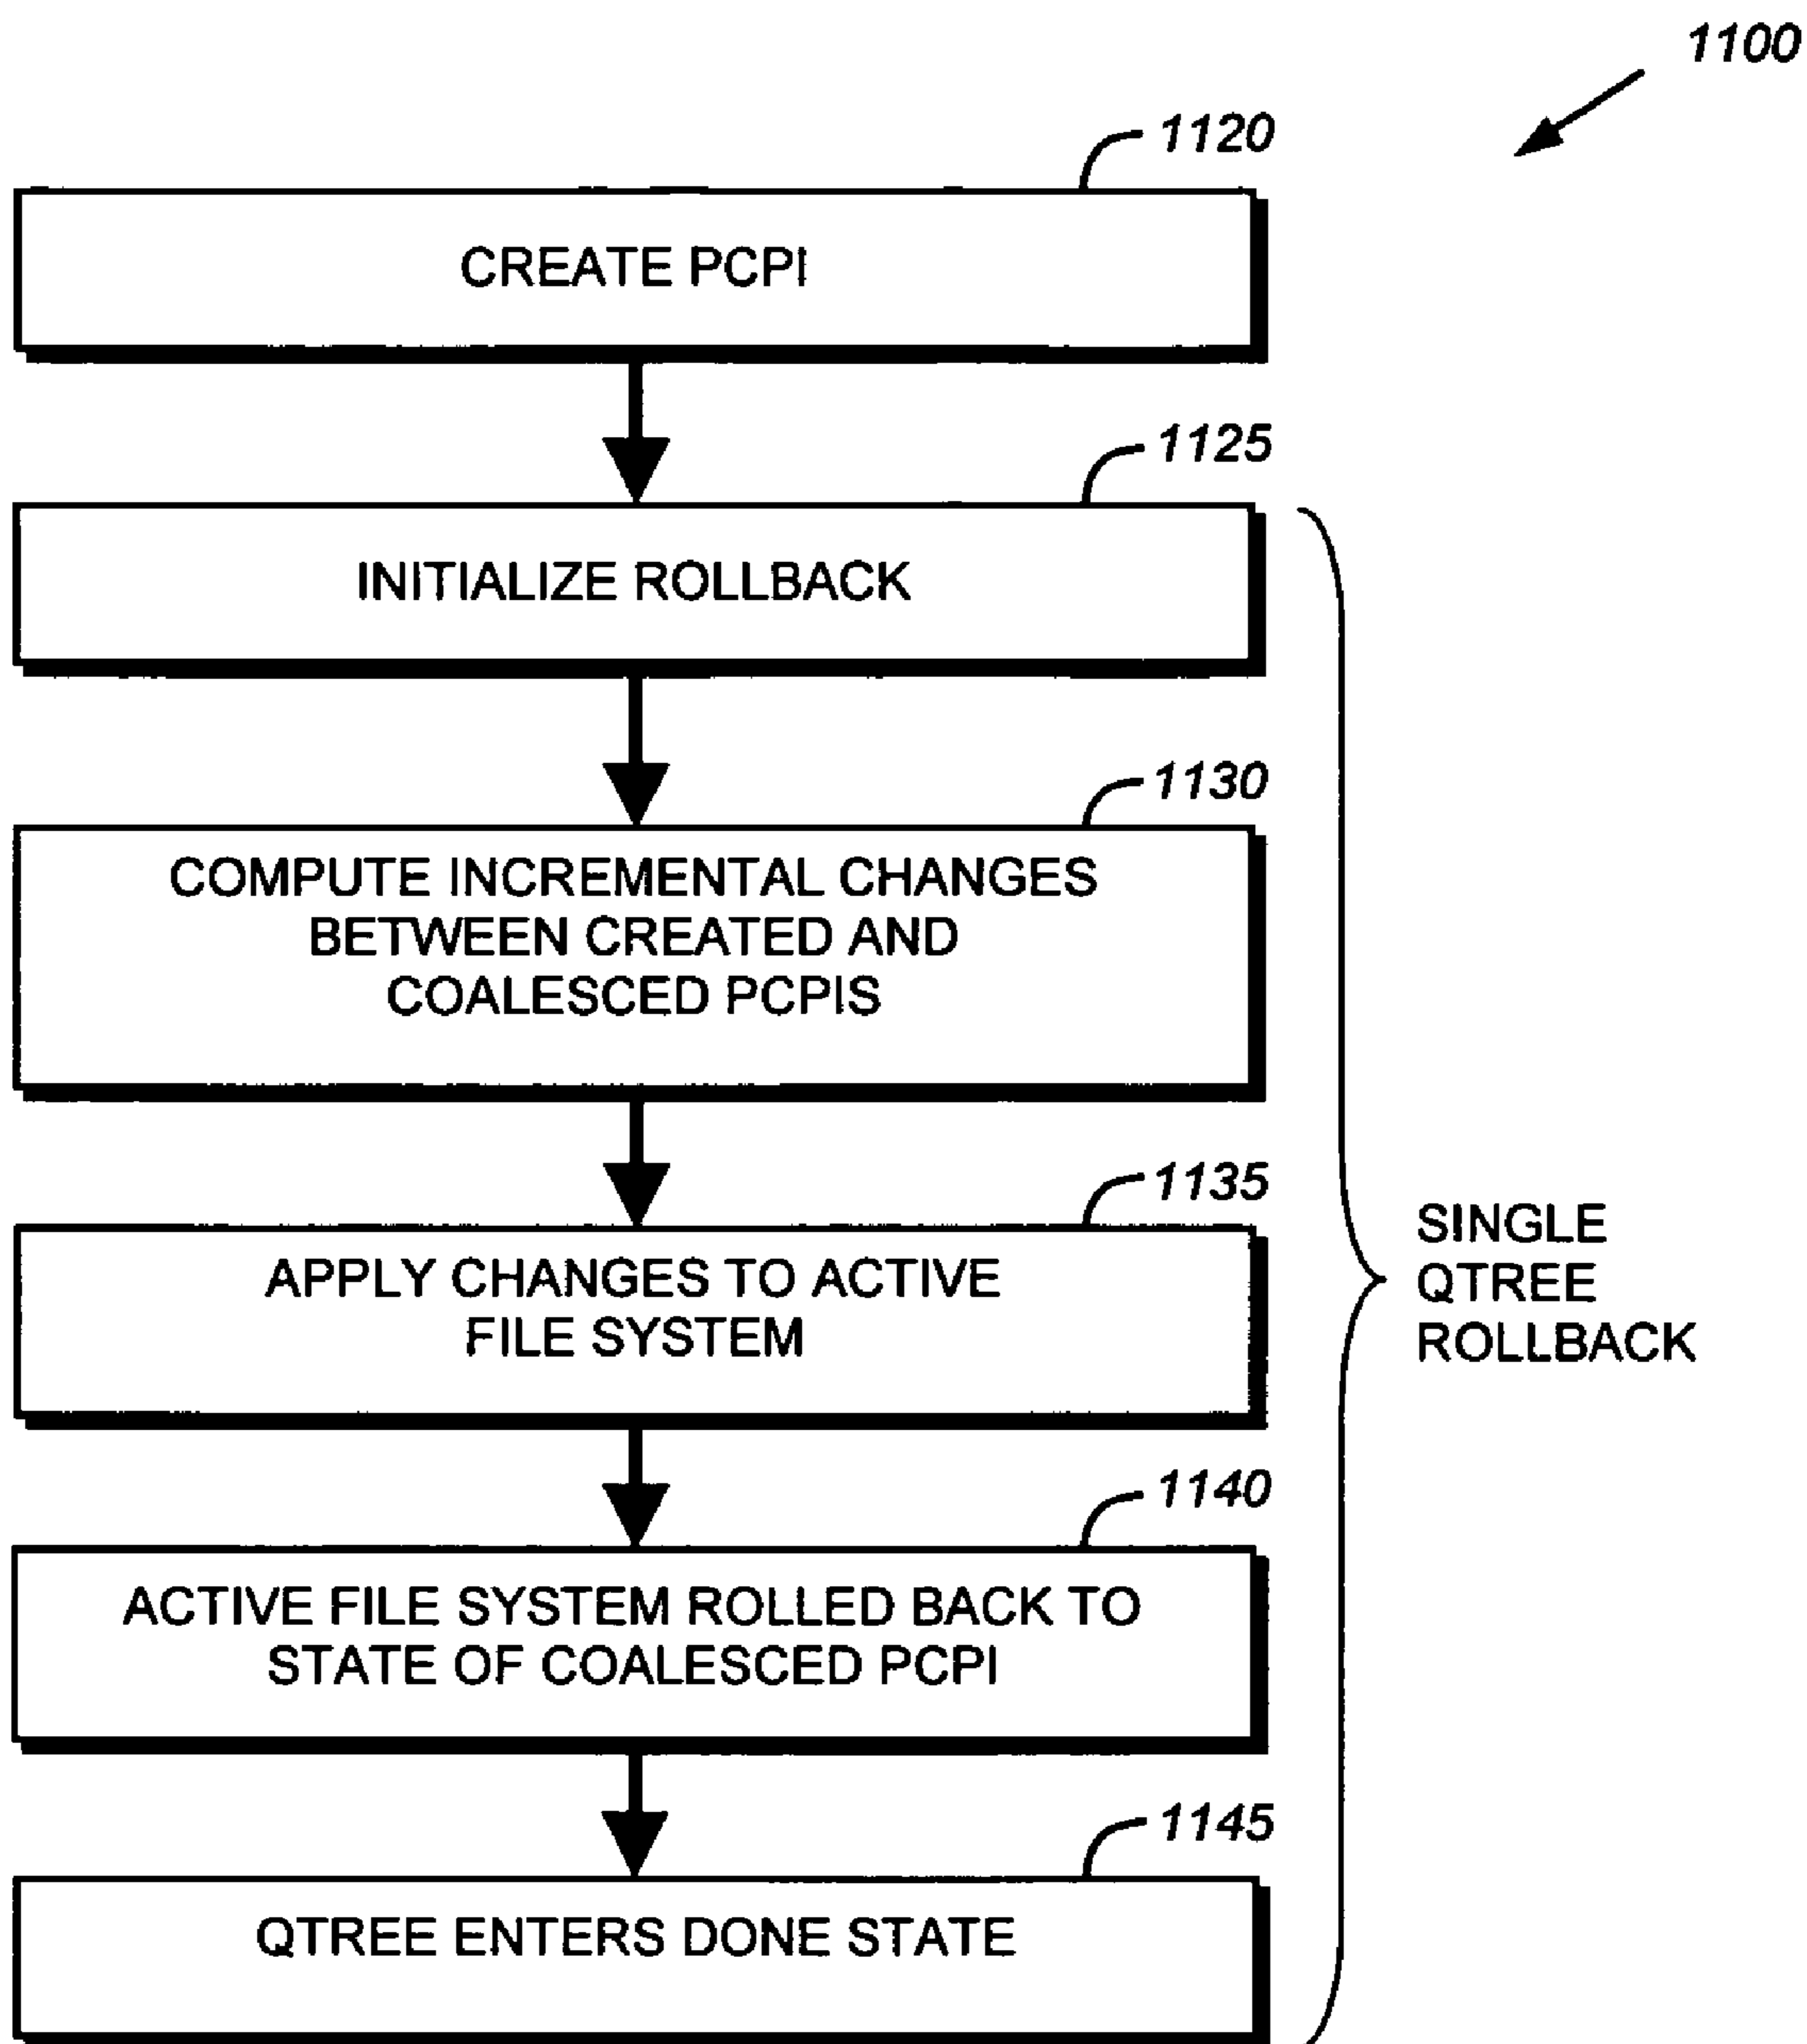 1100
1120
CREATE PCPI
1125
INITIALIZE ROLLBACK
1130
COMPUTE INCREMENTAL CHANGES
BETWEEN CREATED AND
COALESCED PCPIS
1135
APPLY CHANGES TO ACTIVE
FILE SYSTEM
SINGLE
QTREE
ROLLBACK
1140
ACTIVE FILE SYSTEM ROLLED BACK TO
STATE OF COALESCED PCPI
1145
QTREE ENTERS DONE STATE